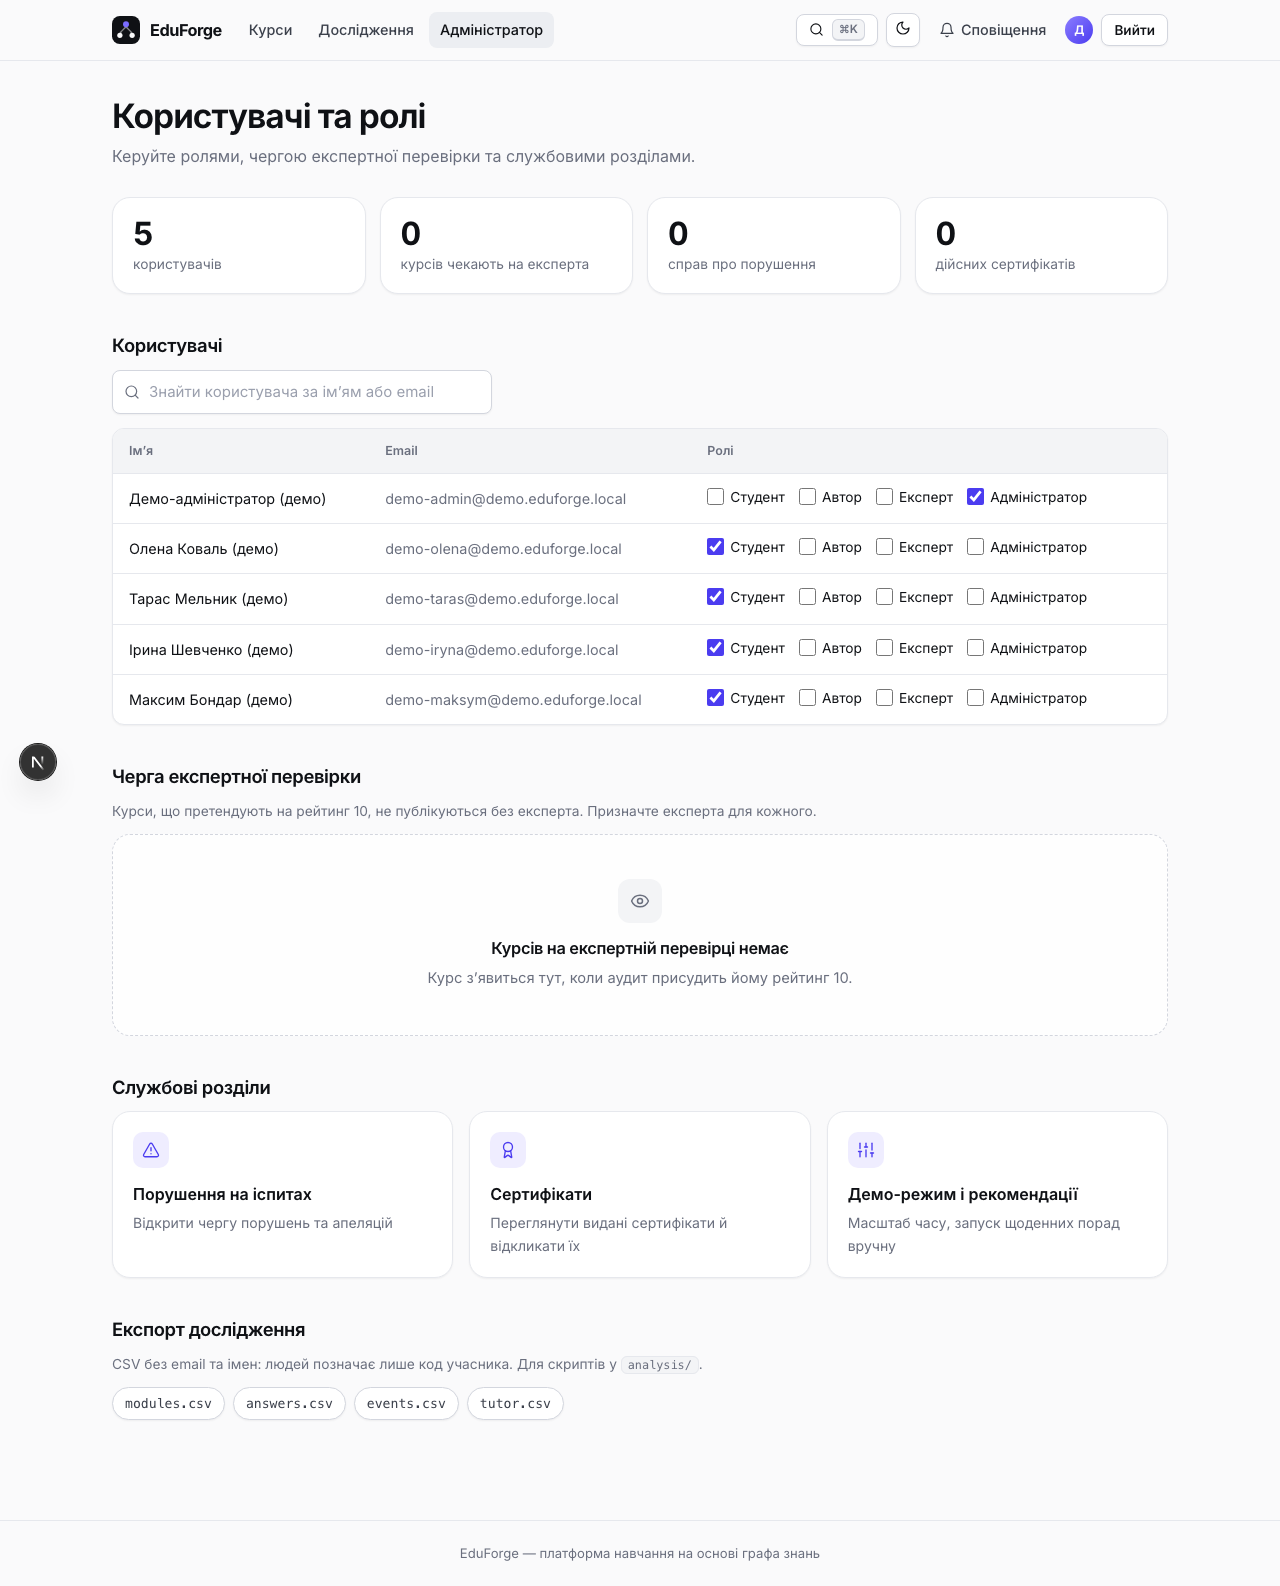 EduForge Курси Дослідження Адміністратор ⌘K Сповіщення Д Вийти
Користувачі та ролі
Керуйте ролями, чергою експертної перевірки та службовими розділами.
5 0 0 0
користувачів курсів чекають на експерта справ про порушення дійсних сертифікатів
Користувачі
Знайти користувача за ім’ям або email
Ім’я Email Ролі
Демо-адміністратор (демо) demo-admin@demo.eduforge.local Студент Автор Експерт Адміністратор
Олена Коваль (демо) demo-olena@demo.eduforge.local Студент Автор Експерт Адміністратор
Тарас Мельник (демо) demo-taras@demo.eduforge.local Студент Автор Експерт Адміністратор
Ірина Шевченко (демо) demo-iryna@demo.eduforge.local Студент Автор Експерт Адміністратор
Максим Бондар (демо) demo-maksym@demo.eduforge.local Студент Автор Експерт Адміністратор
N
Черга експертної перевірки
Курси, що претендують на рейтинг 10, не публікуються без експерта. Призначте експерта для кожного.
Курсів на експертній перевірці немає
Курс з’явиться тут, коли аудит присудить йому рейтинг 10.
Службові розділи
Порушення на іспитах Сертифікати Демо-режим і рекомендації
Відкрити чергу порушень та апеляцій Переглянути видані сертифікати й Масштаб часу, запуск щоденних порад
відкликати їх вручну
Експорт дослідження
CSV без email та імен: людей позначає лише код учасника. Для скриптів у analysis/.
modules.csv answers.csv events.csv tutor.csv
EduForge — платформа навчання на основі графа знань